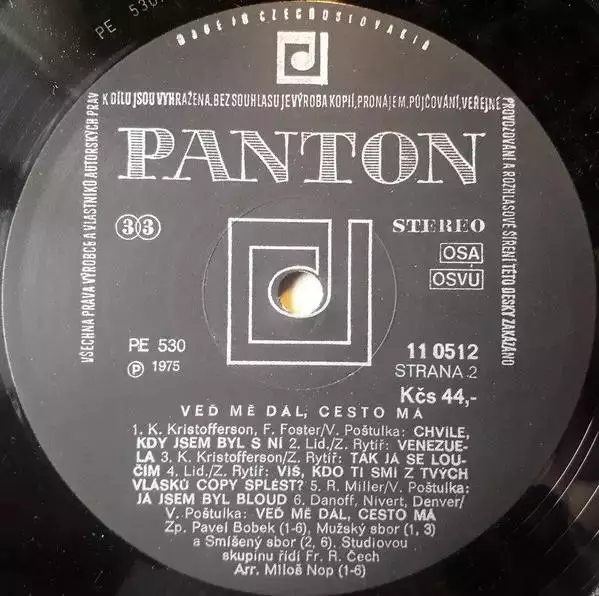 PE 530
MADE IN CZECHOSLOVAKIA
VŠECHNA PRÁVA VÝROBCE A VLASTNÍKŮ AUTORSKÝCH PRÁV K DÍLU JSOU VYHRAŽENA. BEZ SOUHLASU JE VÝROBA KOPIÍ, PRONÁJEM, PŮJČOVÁNÍ, VEŘEJNÉ PROVOZOVÁNÍ A ROZHLASOVÉ ŠÍŘENÍ TÉTO DESKY ZAKÁZÁNO
PANTON
33
STEREO
OSA
OSVU
PE 530
11 0512
Ⓟ 1975
STRANA 2
Kčs 44,-
VEĎ MĚ DÁL, CESTO MÁ
1. K. Kristofferson, F. Foster/V. Poštulka: CHVÍLE,
KDY JSEM BYL S NÍ 2. Lid./Z. Rytíř: VENEZUE-
LA 3. K. Kristofferson/Z. Rytíř: TAK JÁ SE LOU-
ČÍM 4. Lid./Z. Rytíř: VÍŠ, KDO TI SMÍ Z TVÝCH
VLÁSKŮ COPY SPLÉST? 5. R. Miller/V. Poštulka:
JÁ JSEM BYL BLOUD 6. Danoff, Nivert, Denver/
V. Poštulka: VEĎ MĚ DÁL, CESTO MÁ
Zp. Pavel Bobek (1-6), Mužský sbor (1, 3)
a Smíšený sbor (2, 6). Studiovou
skupinu řídí Fr. R. Čech
Arr. Miloš Nop (1-6)